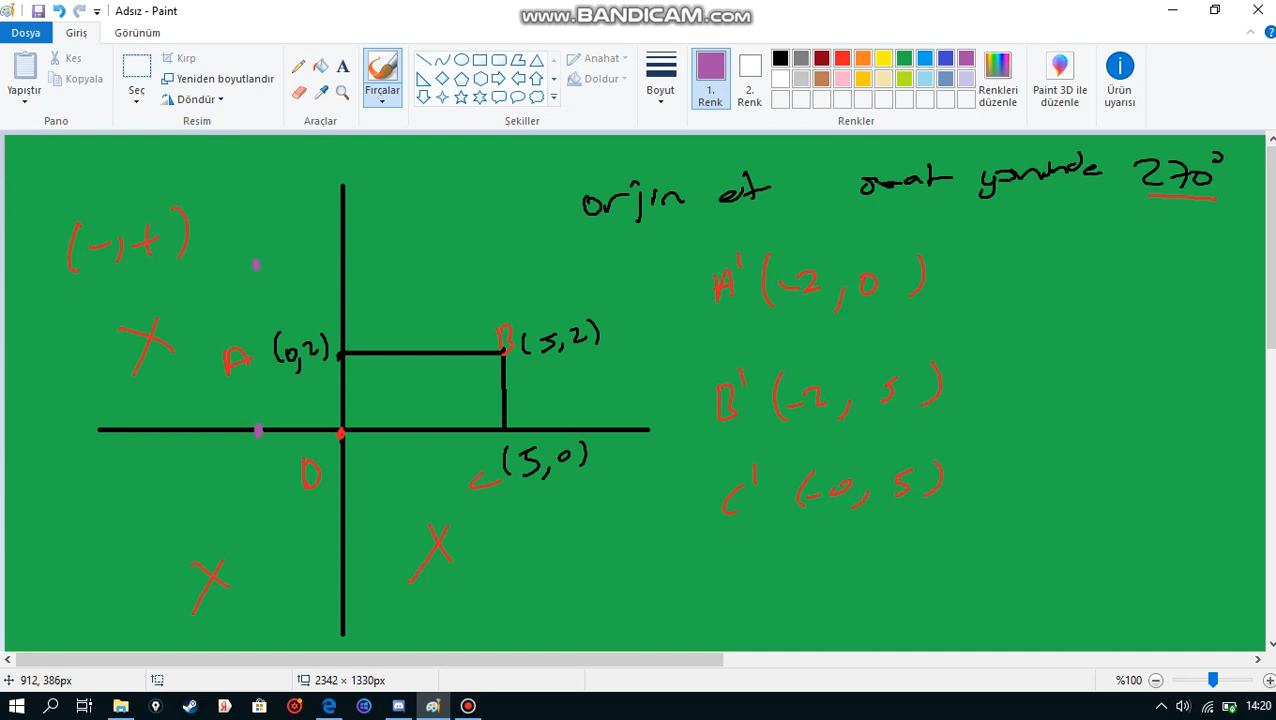 Adsız - Paint
www.BANDICAM.com
Dosya
Giriş
Görünüm
Yapıştır
Kes
Kopyala
Pano
Seç
Kırp
Yeniden boyutlandır
Döndür
Resim
A
Araçlar
Fırçalar
Şekiller
Anahat
Doldur
Boyut
1.
Renk
2.
Renk
Renkleri
düzenle
Renkler
Paint 3D ile
düzenle
Ürün
uyarısı
orjin et saat yönünde 270°
(-,+)
A' (-2, 0 )
X
A (0,2)
B (5,2)
B' (-2, 5 )
D
C (5,0)
C' (-0, 5 )
X
X
912, 386px
2342 × 1330px
%100
14:20